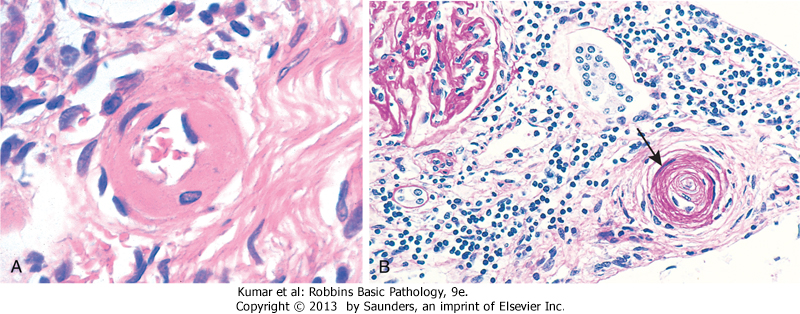 A
B
Kumar et al: Robbins Basic Pathology, 9e.
Copyright © 2013 by Saunders, an imprint of Elsevier Inc.